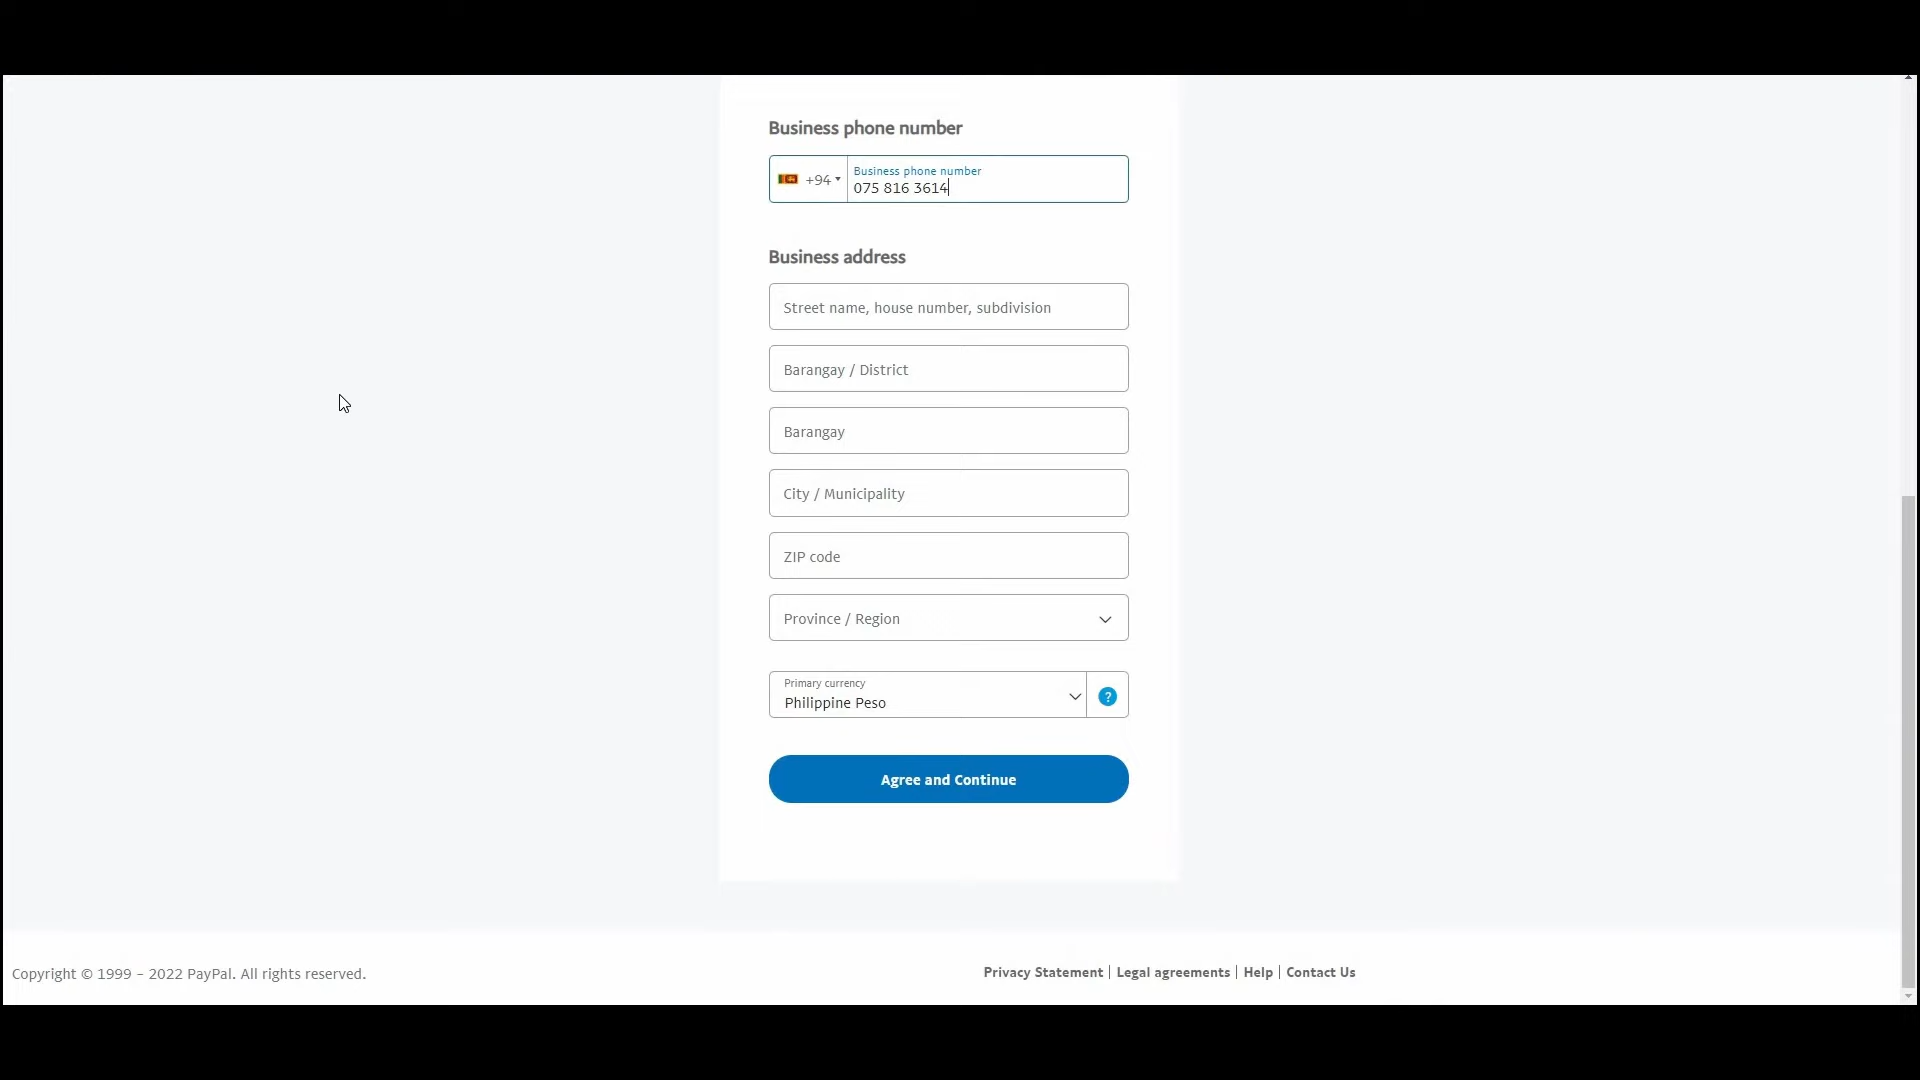 Business phone number
+94
Business phone number
075 816 3614
Business address
Street name, house number, subdivision
Barangay / District
Barangay
City / Municipality
ZIP code
Province / Region
Primary currency
Philippine Peso
?
Agree and Continue
Copyright © 1999 – 2022 PayPal. All rights reserved.
Privacy Statement | Legal agreements | Help | Contact Us